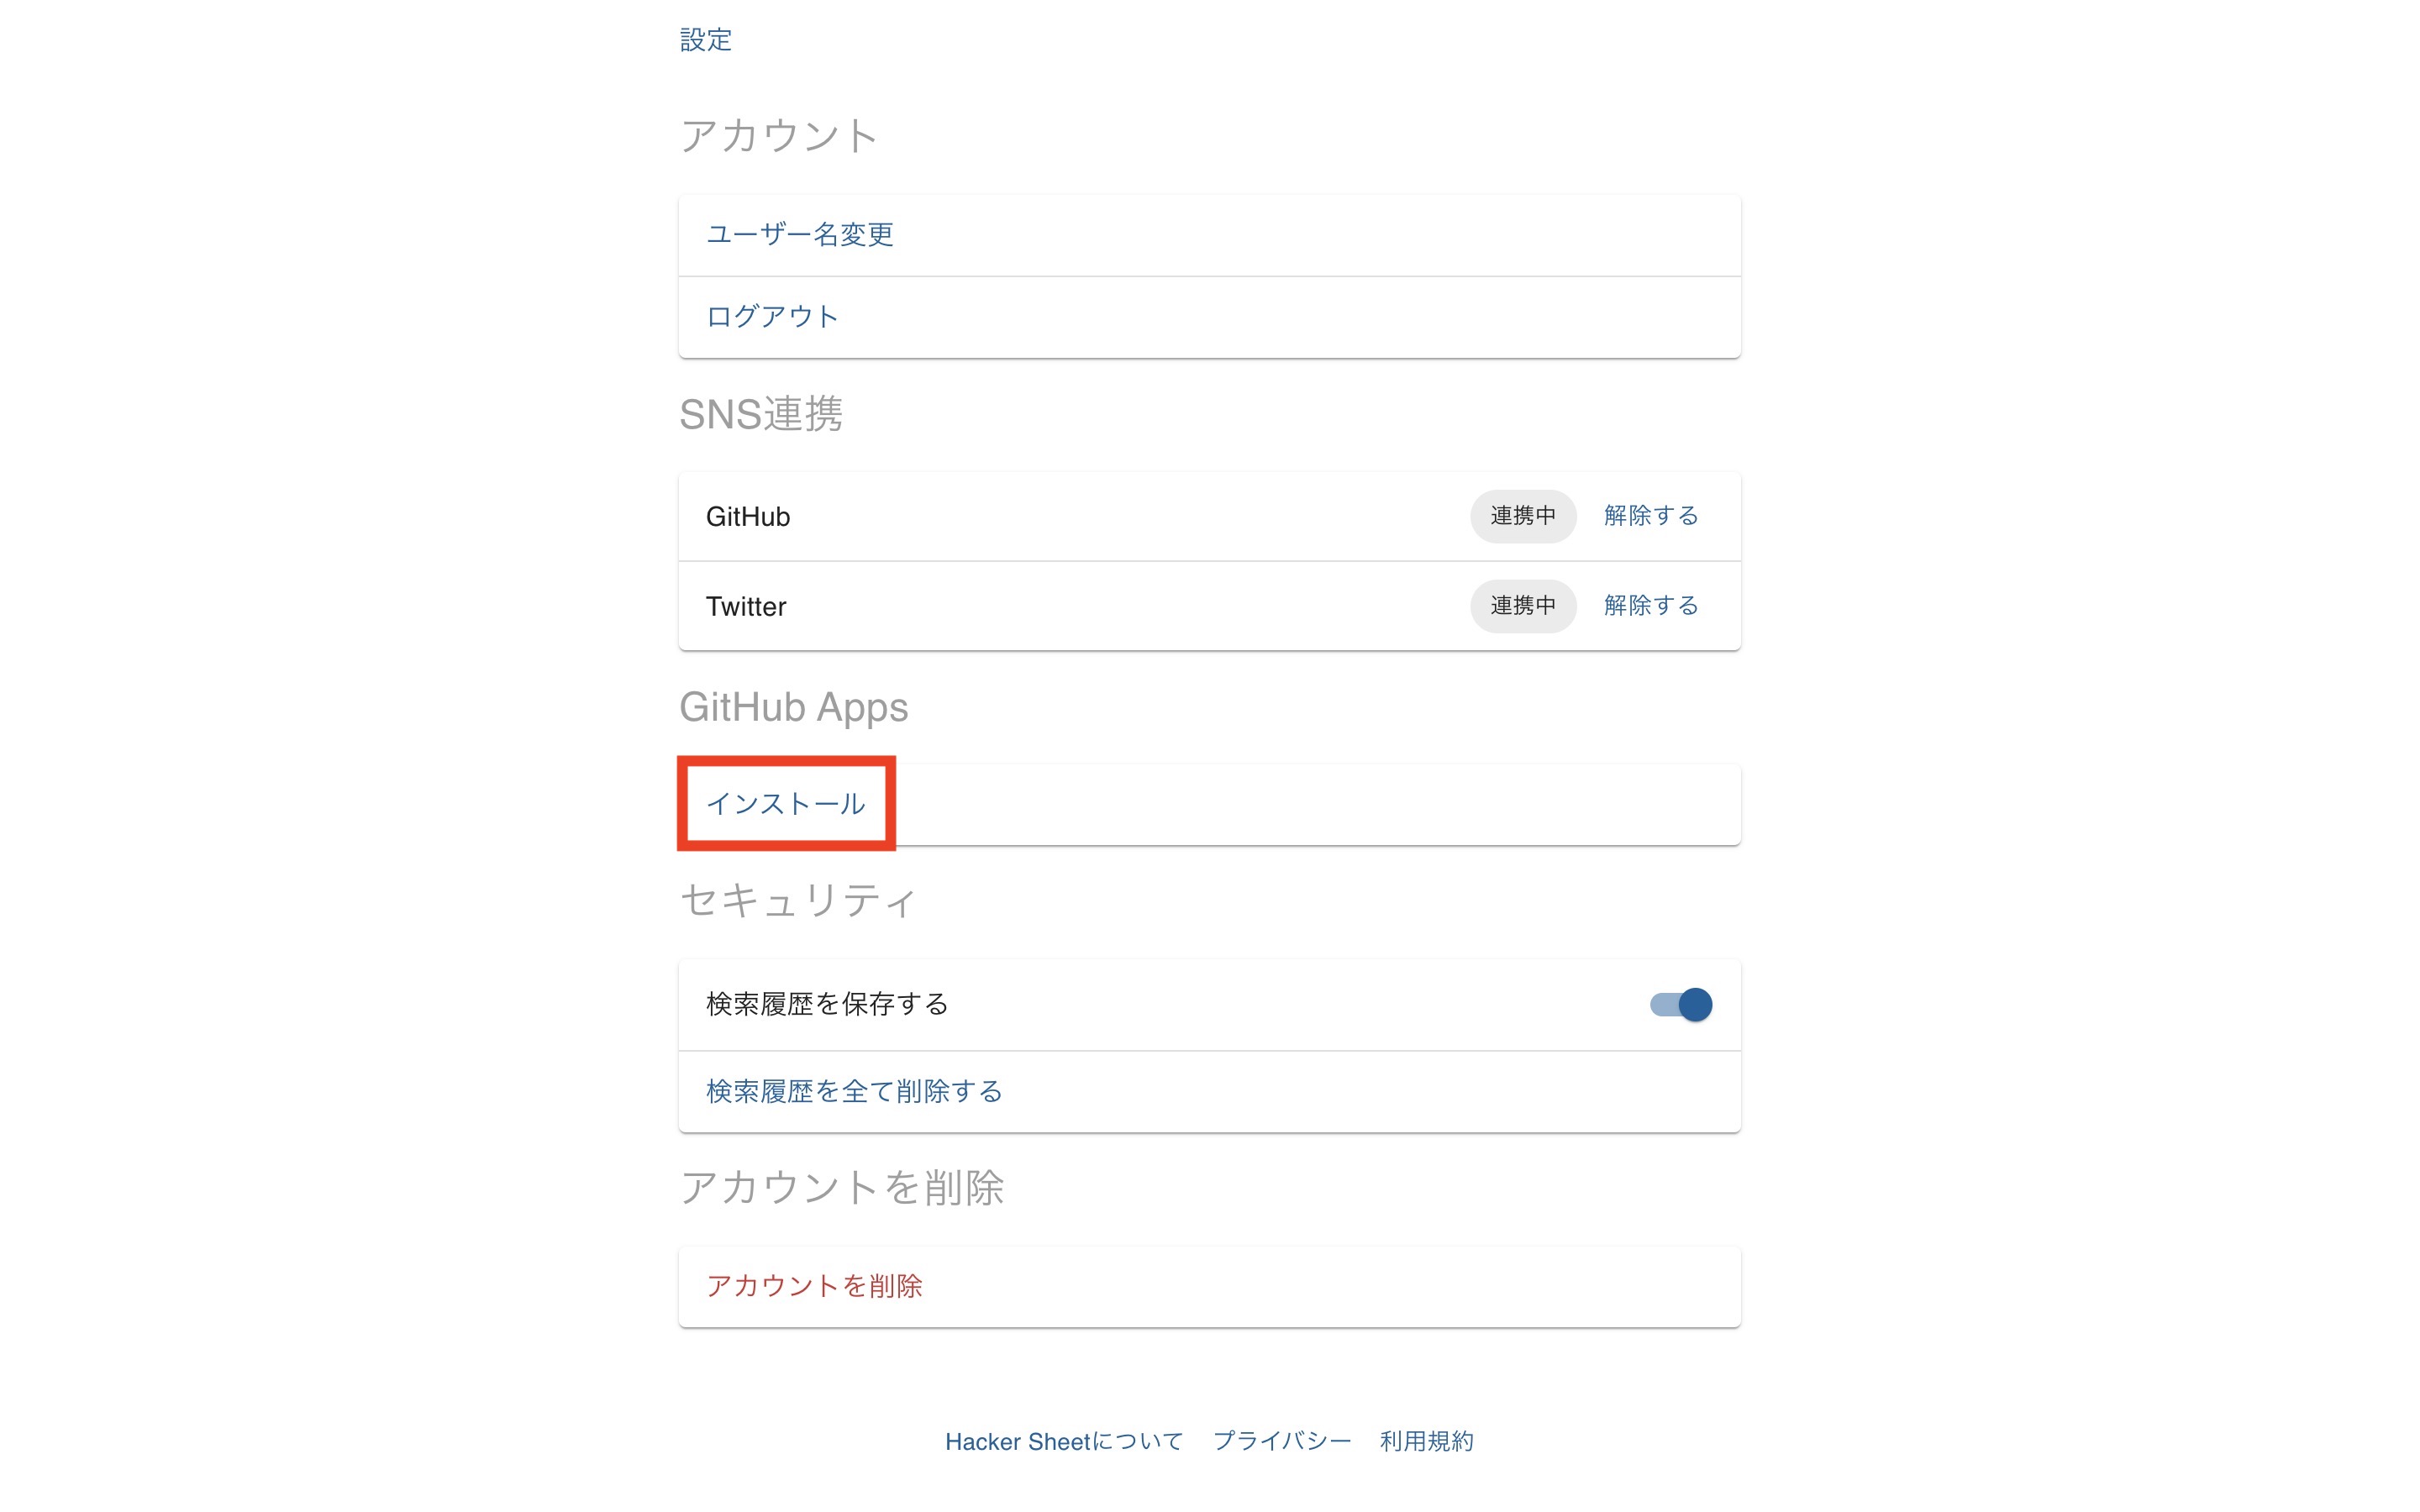 設定
アカウント
ユーザー名変更
ログアウト
SNS連携
GitHub 連携中 解除する
Twitter 連携中 解除する
GitHub Apps
インストール
セキュリティ
検索履歴を保存する
検索履歴を全て削除する
アカウントを削除
アカウントを削除
Hacker Sheetについて プライバシー 利用規約